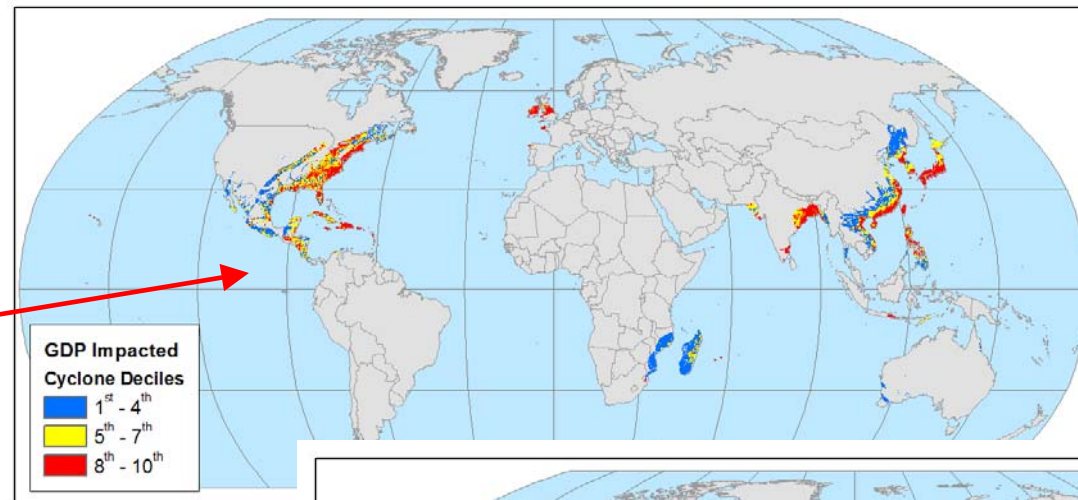 GDP Impacted
Cyclone Deciles
1st - 4th
5th - 7th
8th - 10th